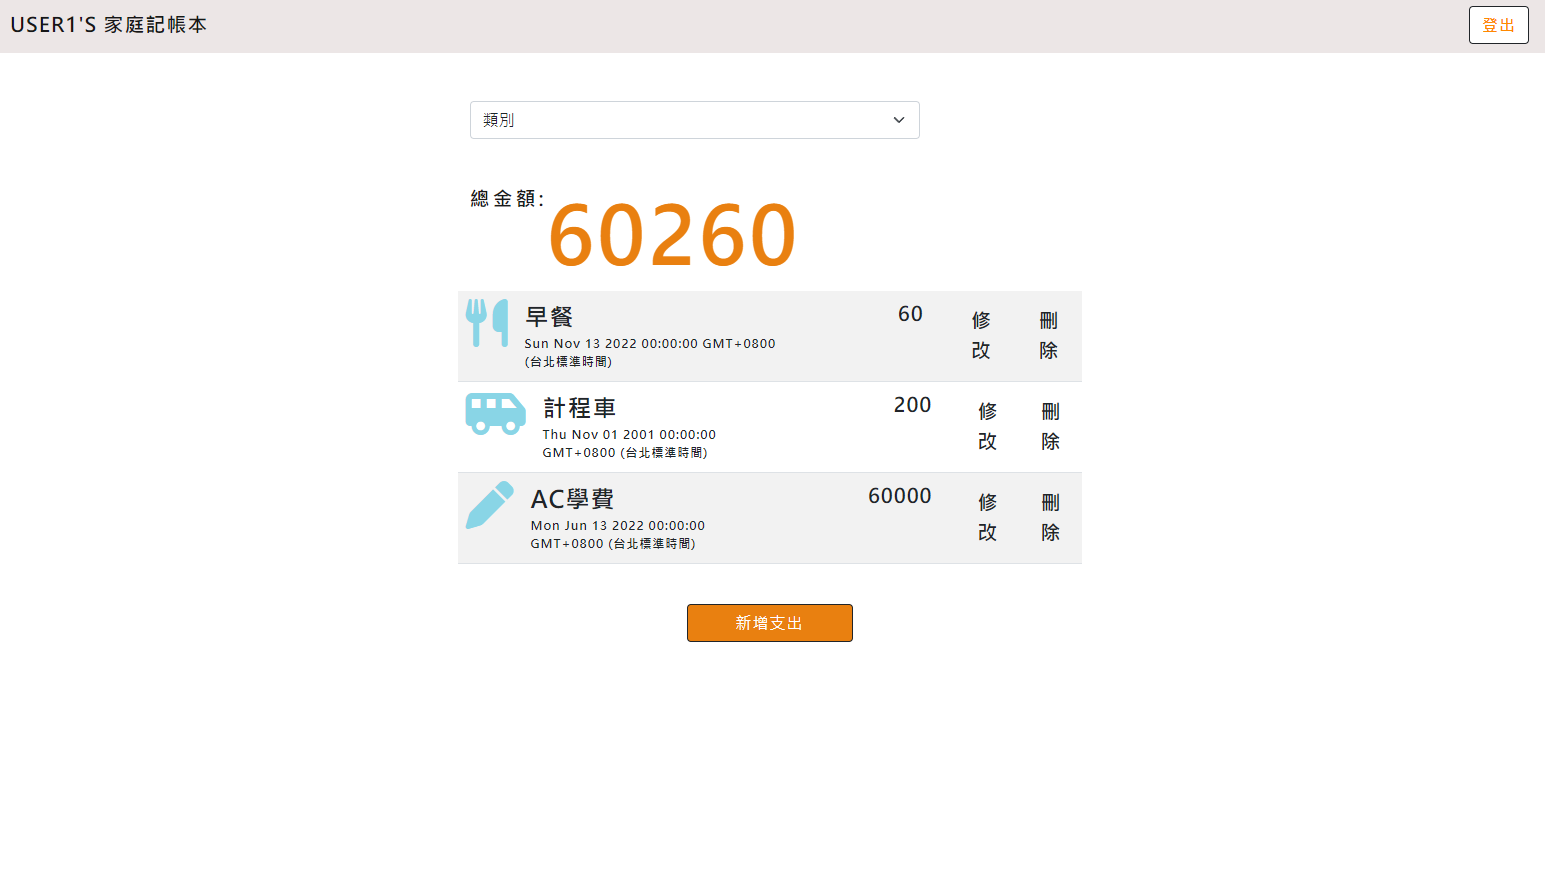 USER1'S 家庭記帳本
登出
類別
總金額:
60260
早餐
60
修改
刪除
Sun Nov 13 2022 00:00:00 GMT+0800
(台北標準時間)
計程車
200
修改
刪除
Thu Nov 01 2001 00:00:00
GMT+0800 (台北標準時間)
AC學費
60000
修改
刪除
Mon Jun 13 2022 00:00:00
GMT+0800 (台北標準時間)
新增支出